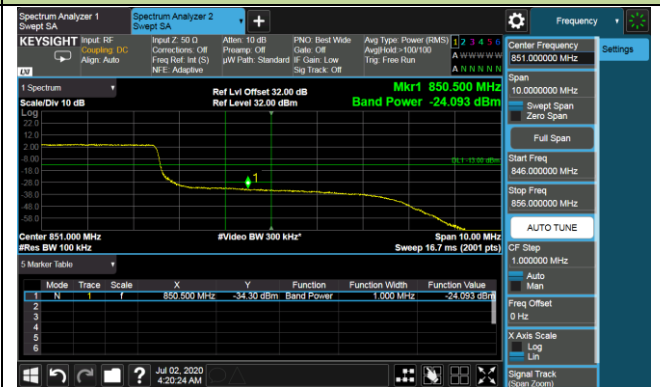 Spectrum Analyzer 1
Swept SA
Spectrum Analyzer 2
Swept SA
+
Frequency
KEYSIGHT
Input: RF
Coupling: DC
Align: Auto
Input Z: 50 Ω
Corrections: Off
Freq Ref: Int (S)
NFE: Adaptive
Atten: 10 dB
Preamp: Off
µW Path: Standard
PNO: Best Wide
Gate: Off
IF Gain: Low
Sig Track: Off
Avg Type: Power (RMS)
Avg|Hold:>100/100
Trig: Free Run
1 2 3 4 5 6
A W W W W W
A N N N N N
LXI
Center Frequency
851.000000 MHz
Settings
1 Spectrum
Scale/Div 10 dB
Ref Lvl Offset 32.00 dB
Ref Level 32.00 dBm
Mkr1 850.500 MHz
Band Power -24.093 dBm
Log
22.0
12.0
2.00
-8.00
-18.0
-28.0
-38.0
-48.0
-58.0
DL1 -13.00 dBm
1
Center 851.000 MHz
#Res BW 100 kHz
#Video BW 300 kHz*
Span 10.00 MHz
Sweep 16.7 ms (2001 pts)
Span
10.0000000 MHz
Swept Span
Zero Span
Full Span
Start Freq
846.000000 MHz
Stop Freq
856.000000 MHz
AUTO TUNE
CF Step
1.000000 MHz
Auto
Man
Freq Offset
0 Hz
X Axis Scale
Log
Lin
Signal Track
(Span Zoom)
5 Marker Table
Mode Trace Scale X Y Function Function Width Function Value
1 N 1 f 850.500 MHz -34.30 dBm Band Power 1.000 MHz -24.093 dBm
2
3
4
5
6
?
Jul 02, 2020
4:20:24 AM